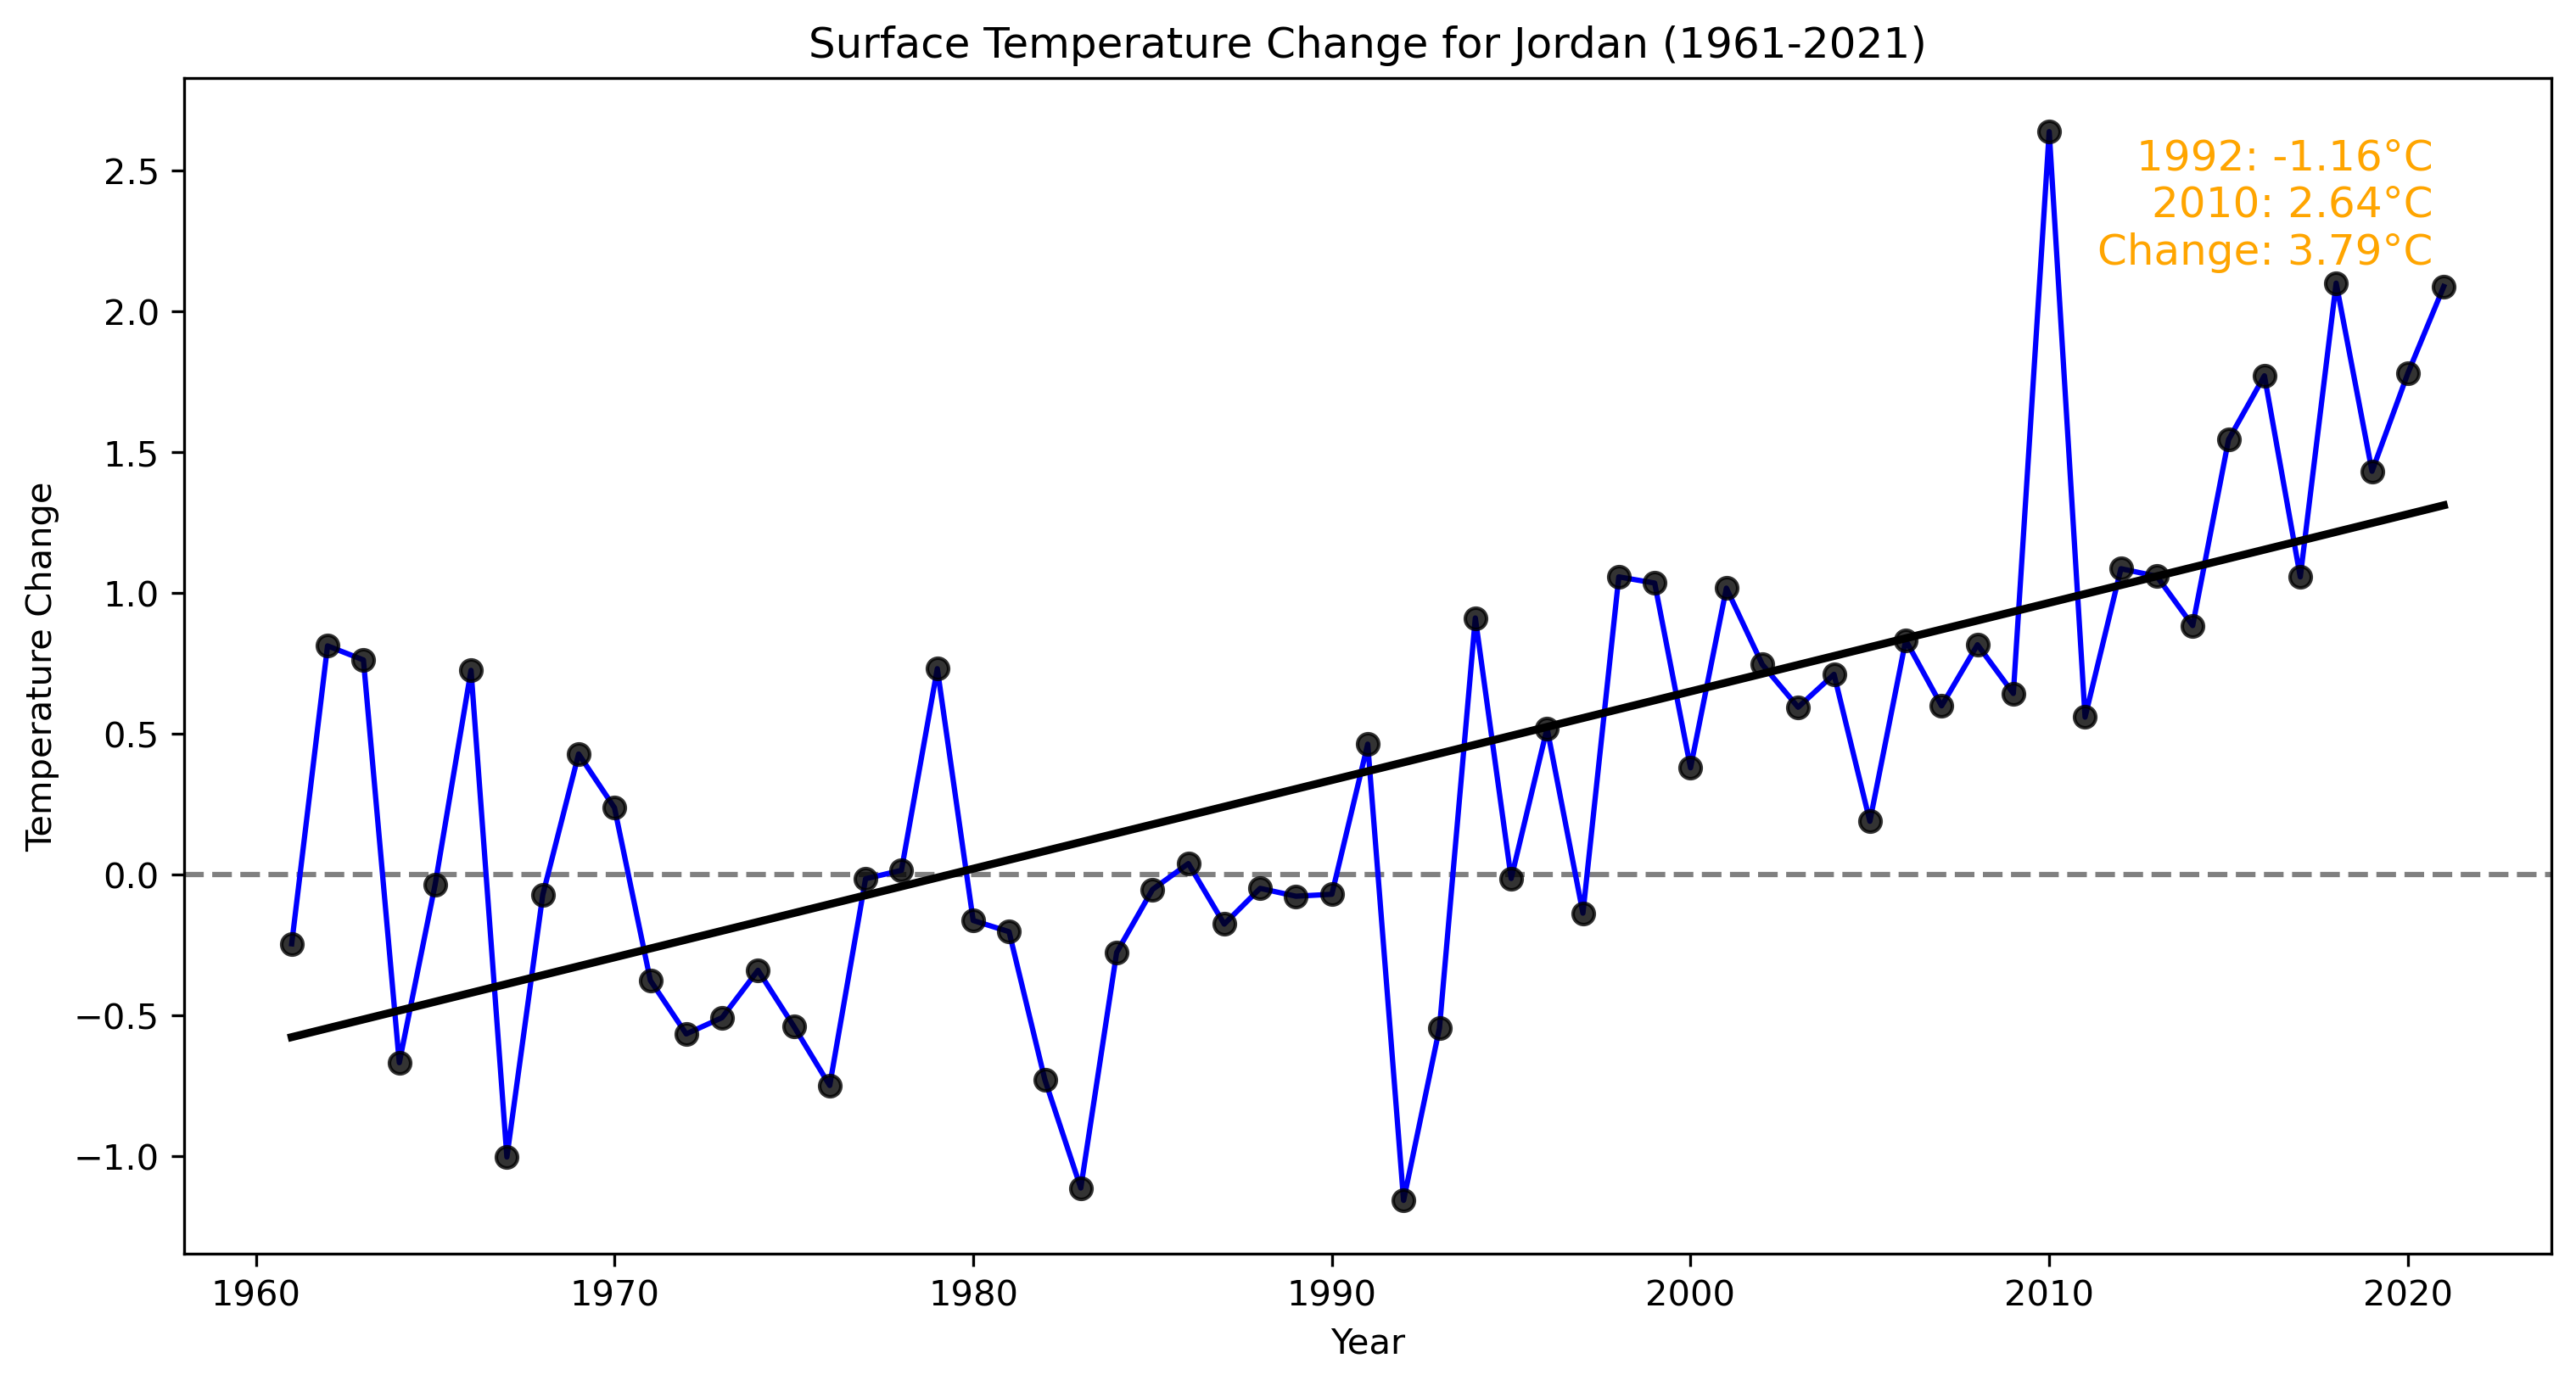 Surface Temperature Change for Jordan (1961-2021)
1992: -1.16°C
2010: 2.64°C
Change: 3.79°C
Temperature Change
2.5
2.0
1.5
1.0
0.5
0.0
−0.5
−1.0
1960 1970 1980 1990 2000 2010 2020
Year